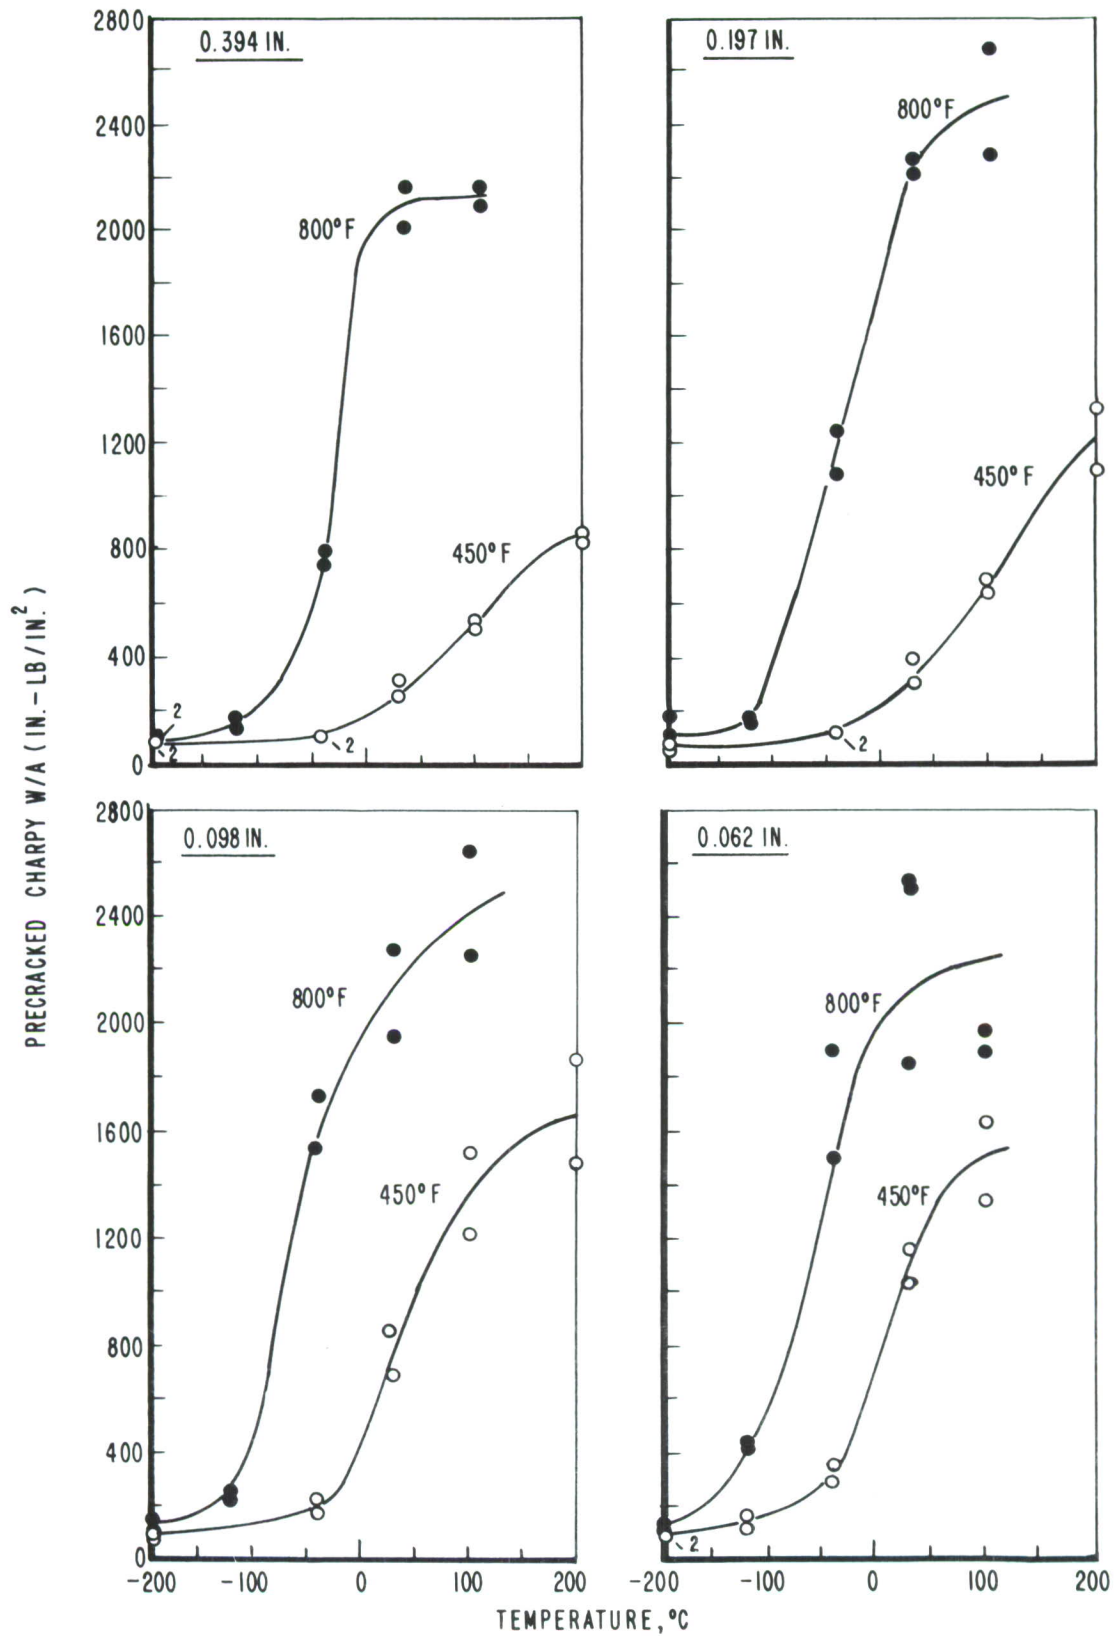 PRECRACKED CHARPY W/A (IN.-LB/IN.²)
2800
2400
2000
1600
1200
800
400
0
0.394 IN.
800°F
450°F
2
2
2
0.197 IN.
800°F
450°F
2
2800
2400
2000
1600
1200
800
400
0
0.098 IN.
800°F
450°F
-200 -100 0 100 200
0.062 IN.
800°F
450°F
2
-200 -100 0 100 200
TEMPERATURE, °C